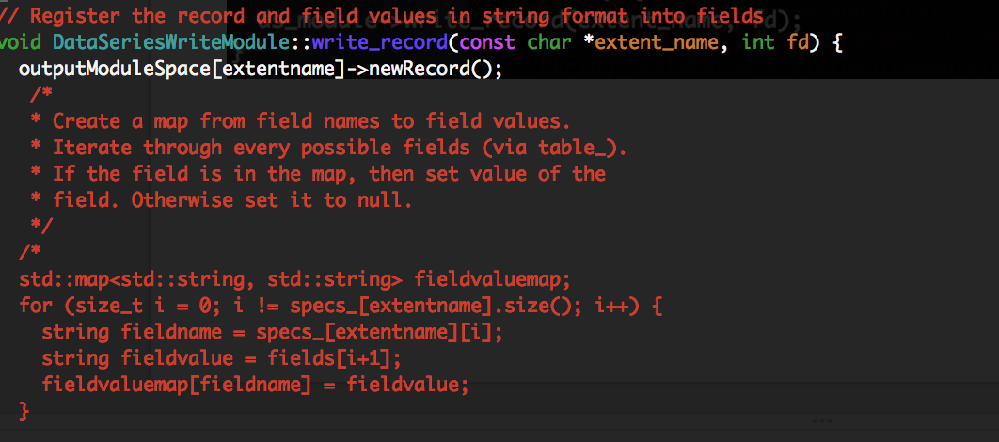 // Register the record and field values in string format into fields
void DataSeriesWriteModule::write_record(const char *extent_name, int fd) {
  outputModuleSpace[extentname]->newRecord();
   /*
   * Create a map from field names to field values.
   * Iterate through every possible fields (via table_).
   * If the field is in the map, then set value of the
   * field. Otherwise set it to null.
   */
  /*
  std::map<std::string, std::string> fieldvaluemap;
  for (size_t i = 0; i != specs_[extentname].size(); i++) {
    string fieldname = specs_[extentname][i];
    string fieldvalue = fields[i+1];
    fieldvaluemap[fieldname] = fieldvalue;
  }